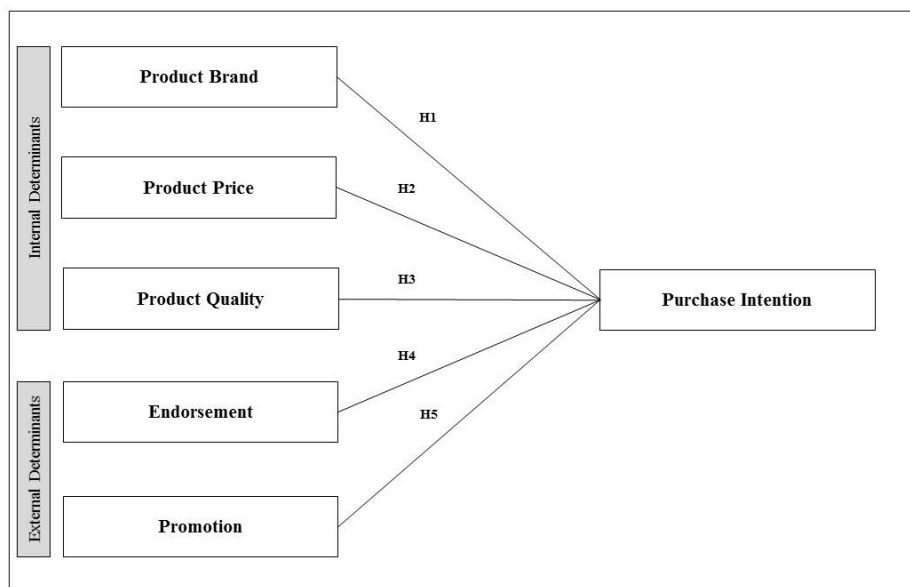 Internal Determinants
Product Brand
H1
Product Price
H2
Product Quality
H3
Purchase Intention
External Determinants
Endorsement
H4
Promotion
H5